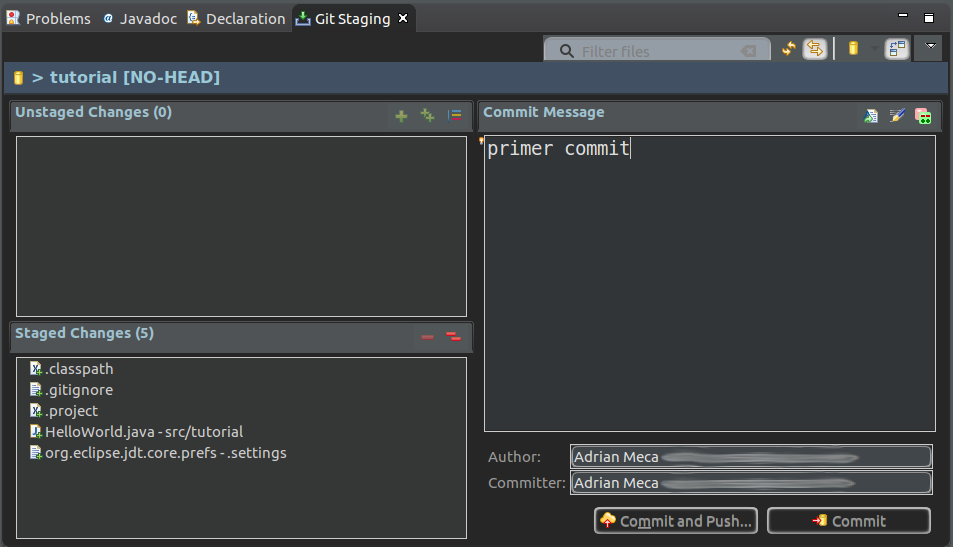 Problems @ Javadoc Declaration Git Staging
Filter files
> tutorial [NO-HEAD]
Unstaged Changes (0)
Commit Message
primer commit
Staged Changes (5)
.classpath
.gitignore
.project
HelloWorld.java - src/tutorial
org.eclipse.jdt.core.prefs - .settings
Author: Adrian Meca
Committer: Adrian Meca
Commit and Push... Commit